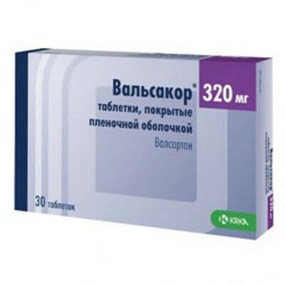 Вальсакор® 320 мг
таблетки, покрытые
пленочной оболочкой
Валсартан
30 таблеток
KRKA